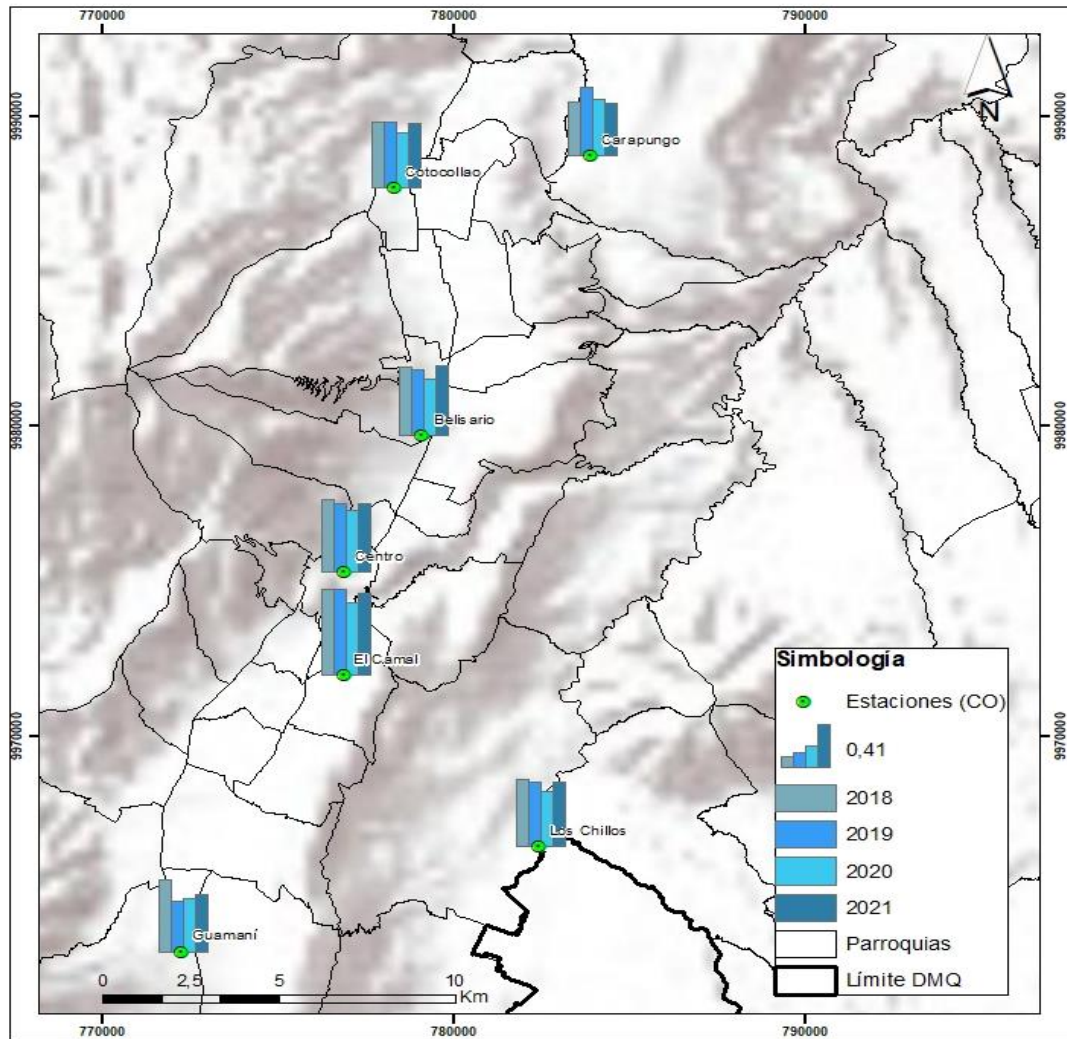 770000
780000
790000
9990000
N
9990000
Carapungo
Cotocollao
9980000
9980000
Belisario
Centro
El Camal
Simbología
Estaciones (CO)
9970000
9970000
0,41
2018
Los Chillos
2019
2020
2021
Guamaní
Parroquias
Límite DMQ
0
2,5
5
10
Km
770000
780000
790000